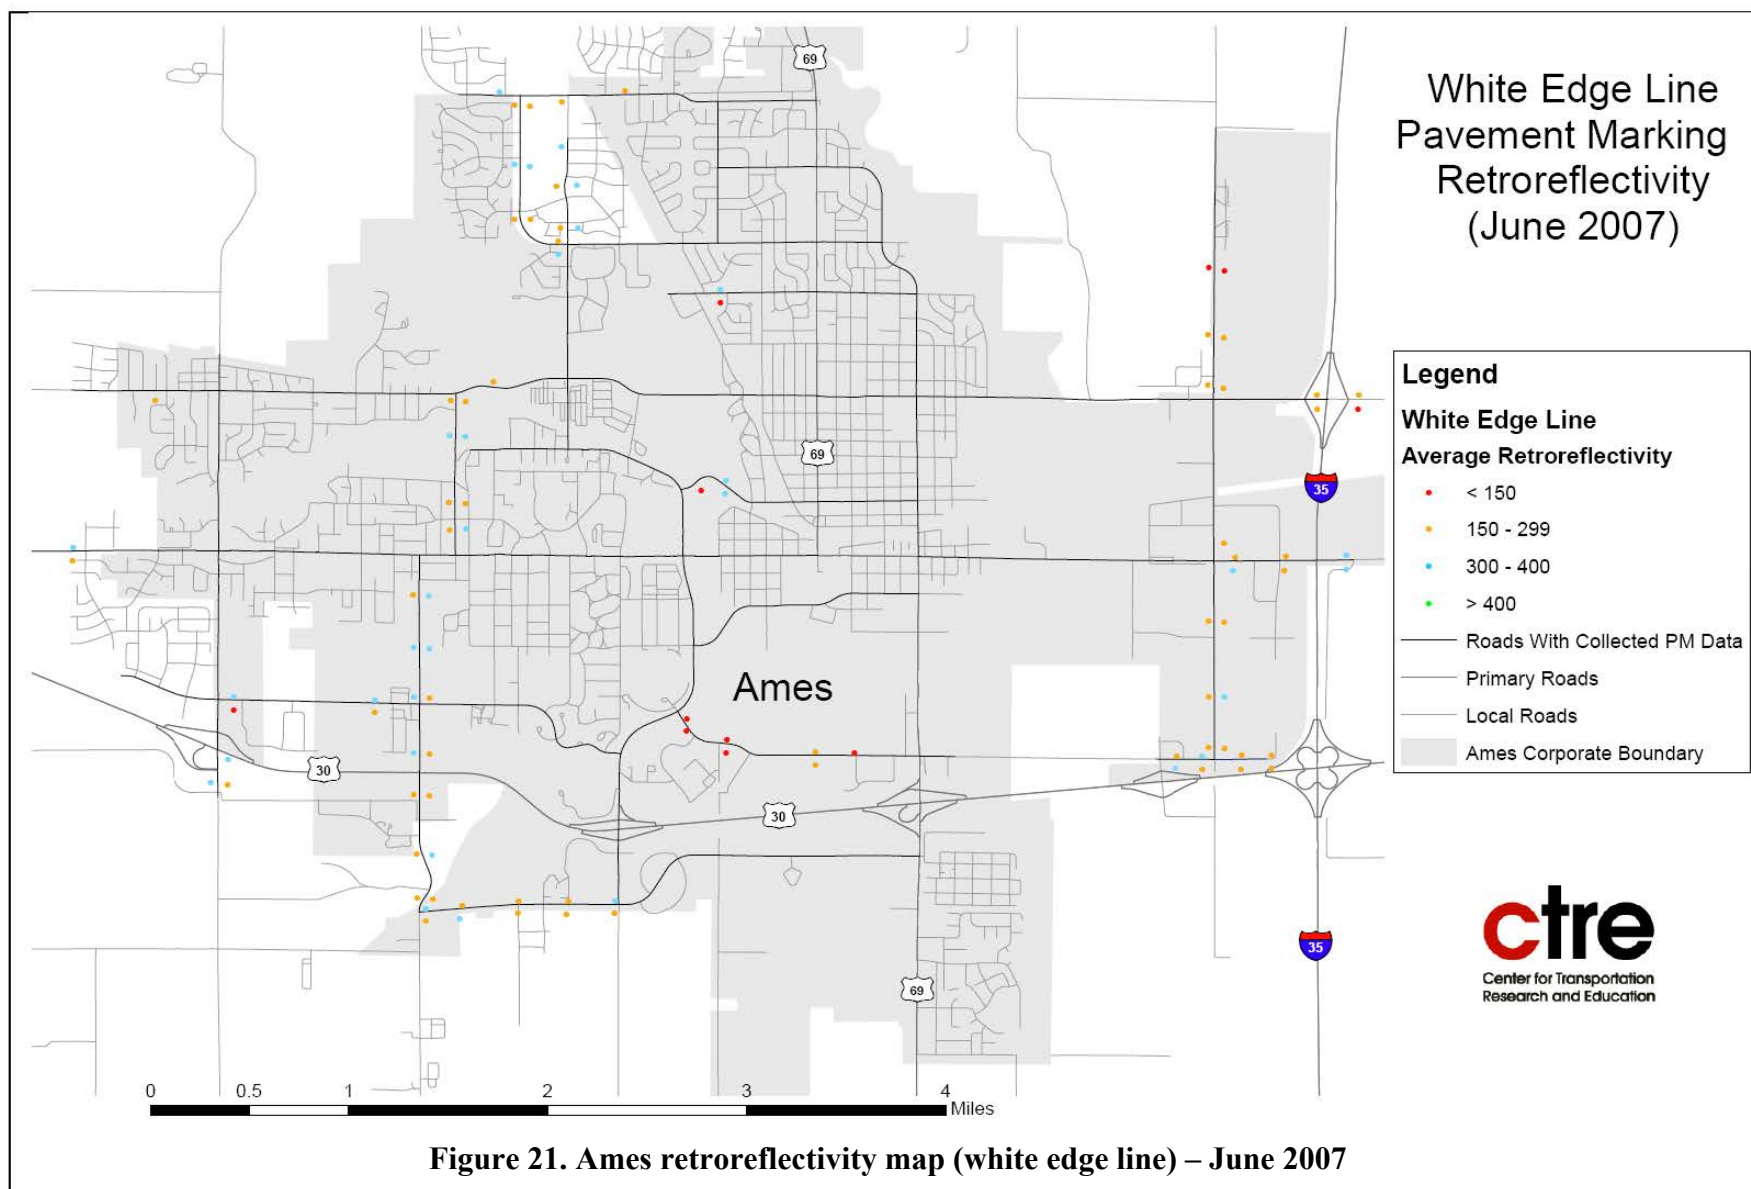 69
White Edge Line
Pavement Marking
Retroreflectivity
(June 2007)
Legend
White Edge Line
Average Retroreflectivity
< 150
150 - 299
300 - 400
> 400
Roads With Collected PM Data
Primary Roads
Local Roads
Ames Corporate Boundary
69
35
Ames
30
30
35
69
ctre
Center for Transportation
Research and Education
0 0.5 1 2 3 4
Miles
Figure 21. Ames retroreflectivity map (white edge line) – June 2007